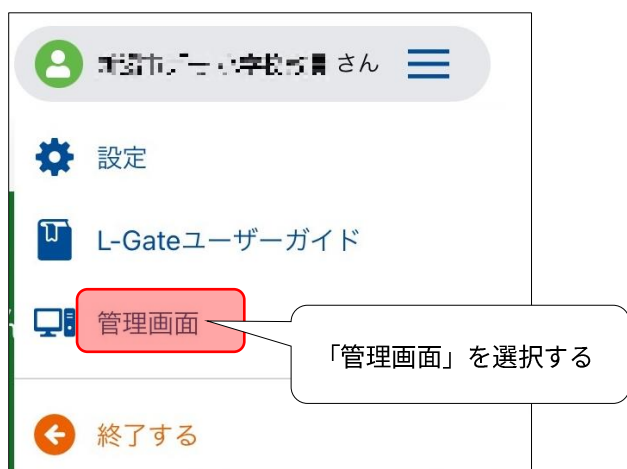 さん
設定
L-Gateユーザーガイド
管理画面
「管理画面」を選択する
終了する